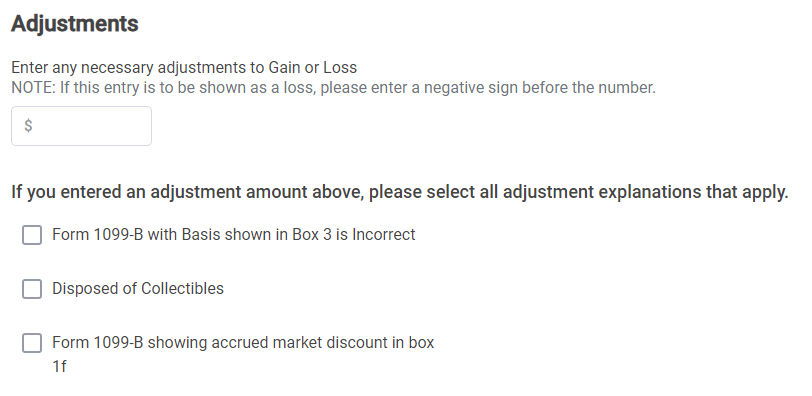 Adjustments
Enter any necessary adjustments to Gain or Loss
NOTE: If this entry is to be shown as a loss, please enter a negative sign before the number.
$
If you entered an adjustment amount above, please select all adjustment explanations that apply.
Form 1099-B with Basis shown in Box 3 is Incorrect
Disposed of Collectibles
Form 1099-B showing accrued market discount in box
1f